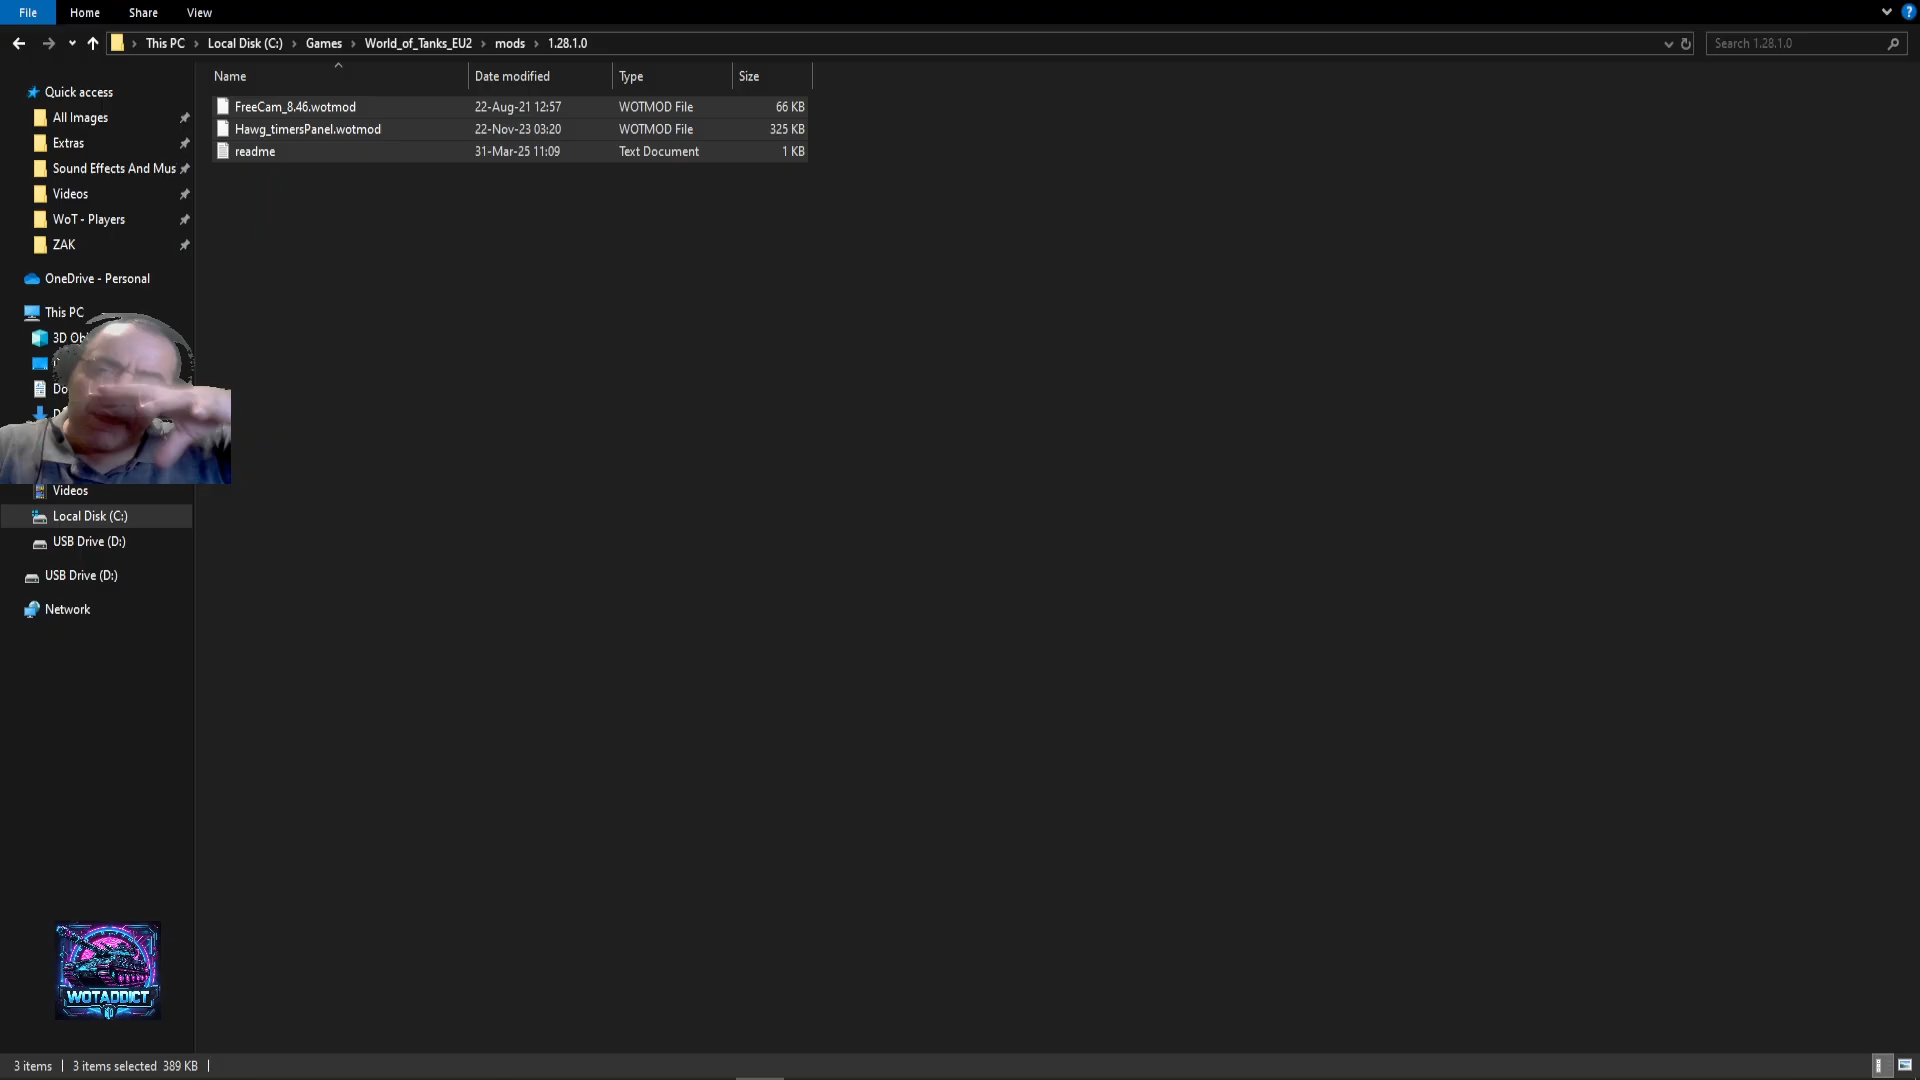 File Home Share View
This PC Local Disk (C:) Games World_of_Tanks_EU2 mods 1.28.1.0 Search 1.28.1.0
Name Date modified Type Size
Quick access
All Images
Extras
Sound Effects And Mus
Videos
WoT - Players
ZAK
OneDrive - Personal
This PC
3D Ob
Do
Videos
Local Disk (C:)
USB Drive (D:)
USB Drive (D:)
Network
FreeCam_8.46.wotmod 22-Aug-21 12:57 WOTMOD File 66 KB
Hawg_timersPanel.wotmod 22-Nov-23 03:20 WOTMOD File 325 KB
readme 31-Mar-25 11:09 Text Document 1 KB
WOTADDICT
3 items 3 items selected 389 KB